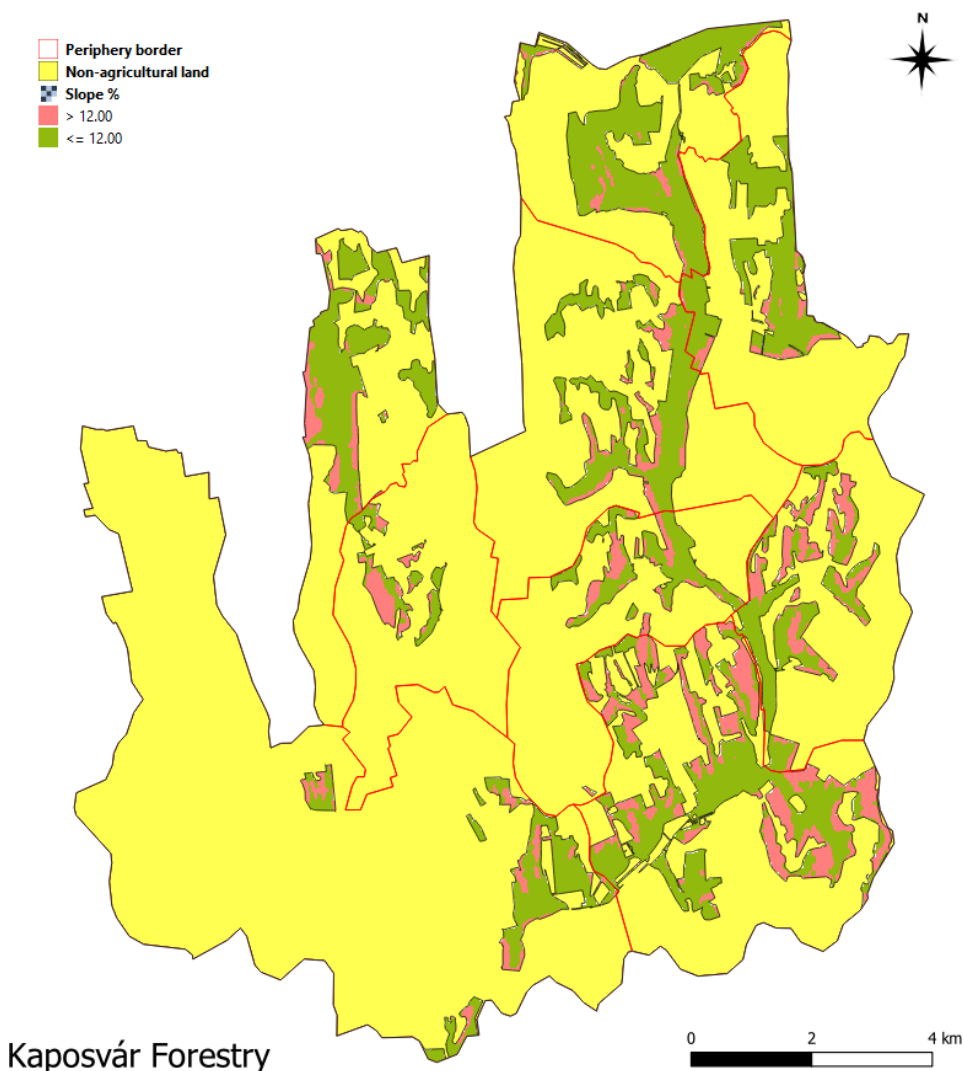 Periphery border
Non-agricultural land
Slope %
> 12.00
<= 12.00
N
Kaposvár Forestry
0 2 4 km